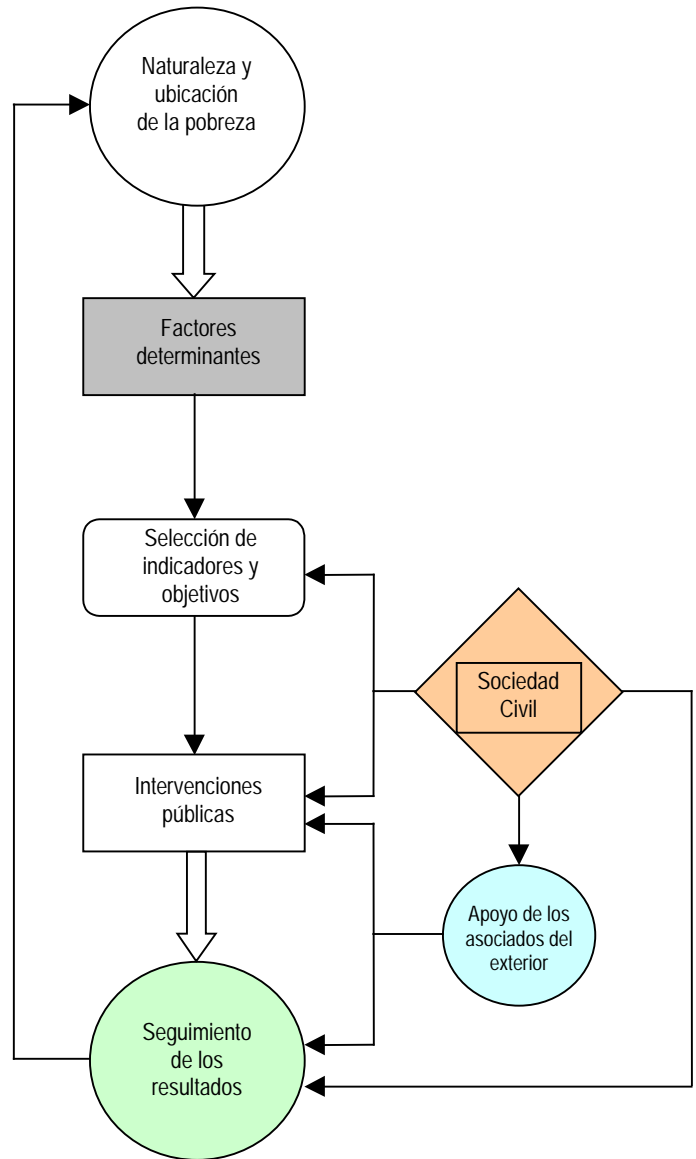 Naturaleza y
ubicación
de la pobreza
Factores
determinantes
Selección de
indicadores y
objetivos
Sociedad
Civil
Intervenciones
públicas
Apoyo de los
asociados del
exterior
Seguimiento
de los
resultados